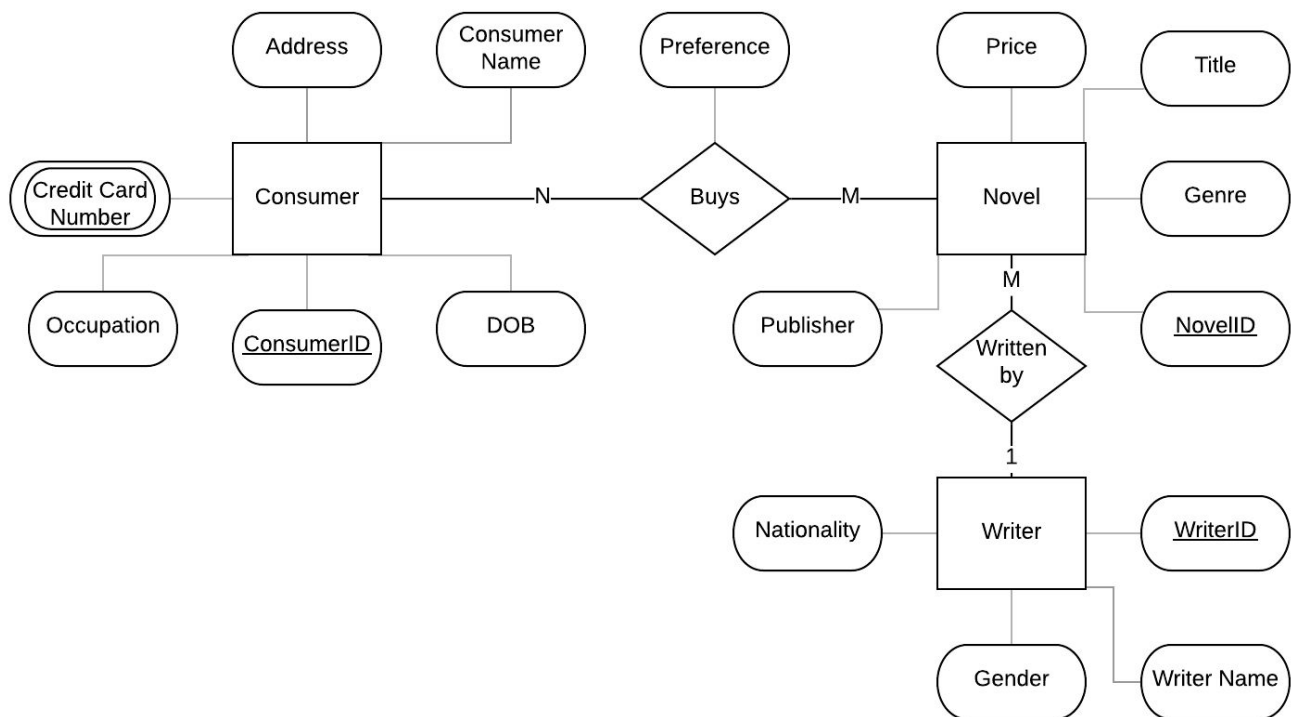 Address
Consumer
Name
Preference
Price
Title
Credit Card
Number
Consumer
N
Buys
M
Novel
Genre
M
Occupation
ConsumerID
DOB
Publisher
NovelID
Written
by
1
Nationality
Writer
WriterID
Gender
Writer Name